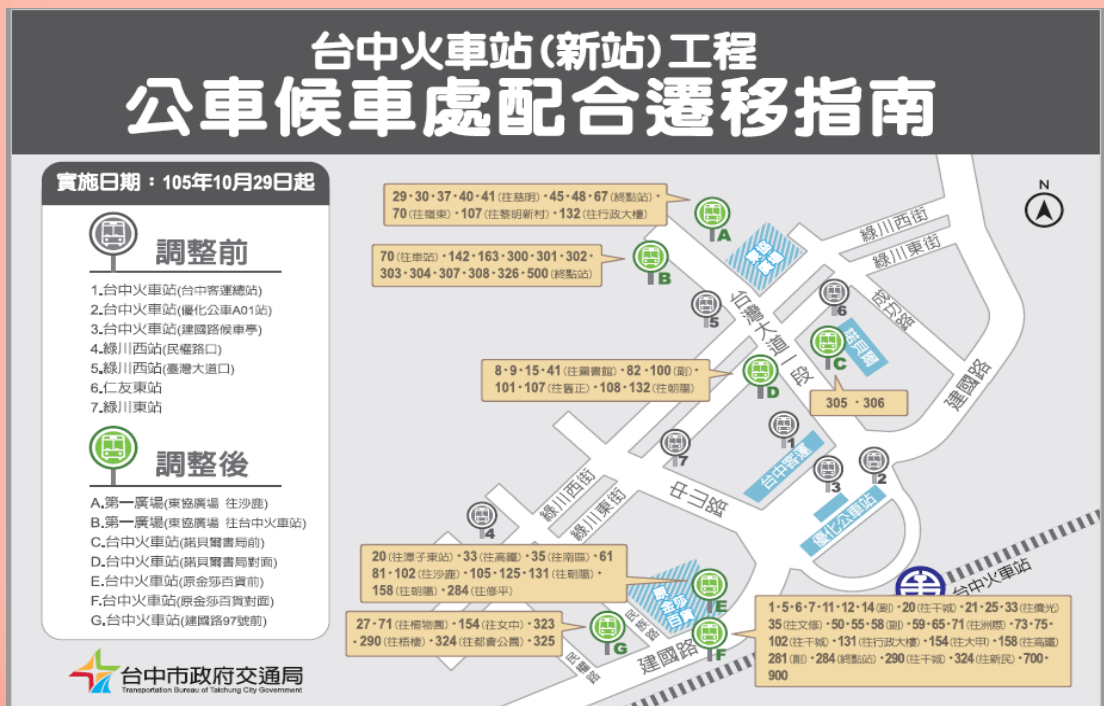 台中火車站(新站)工程
公車候車處配合遷移指南
實施日期：105年10月29日起
調整前
1.台中火車站(台中客運總站)
2.台中火車站(優化公車A01站)
3.台中火車站(建國路候車亭)
4.綠川西站(民權路口)
5.綠川西站(臺灣大道口)
6.仁友東站
7.綠川東站
調整後
A.第一廣場(東協廣場 往沙鹿)
B.第一廣場(東協廣場 往台中火車站)
C.台中火車站(諾貝爾書局前)
D.台中火車站(諾貝爾書局對面)
E.台中火車站(原金莎百貨前)
F.台中火車站(原金莎百貨對面)
G.台中火車站(建國路97號前)
台中市政府交通局
Transportation Bureau of Taichung City Government
29・30・37・40・41(往慈明)・45・48・67(終點站)・
70(往嶺東)・107(往黎明新村)・132(往行政大樓)
A
70(往車站)・142・163・300・301・302・
303・304・307・308・326・500(終點站)
B
N
綠川西街
綠川東街
成功路
東協廣場
台灣大道一段
5
6
諾貝爾
C
305・306
建國路
8・9・15・41(往圖書館)・82・100(副)・
101・107(往舊正)・108・132(往朝陽)
D
1
台中客運
7
3
2
優化公車站
中山路
綠川西街
綠川東街
4
台中火車站
20(往潭子東站)・33(往高鐵)・35(往南區)・61
81・102(往沙鹿)・105・125・131(往朝陽)・
158(往朝陽)・284(往修平)
原金莎百貨
E
民族路
27・71(往植物園)・154(往女中)・323
・290(往梧棲)・324(往都會公園)・325
G
民權路
建國路
F
1・5・6・7・11・12・14(副)・20(往干城)・21・25・33(往僑光)
35(往文修)・50・55・58(副)・59・65・71(往洲際)・73・75・
102(往干城)・131(往行政大樓)・154(往大甲)・158(往高鐵)
281(副)・284(終點站)・290(往干城)・324(往新民)・700・
900